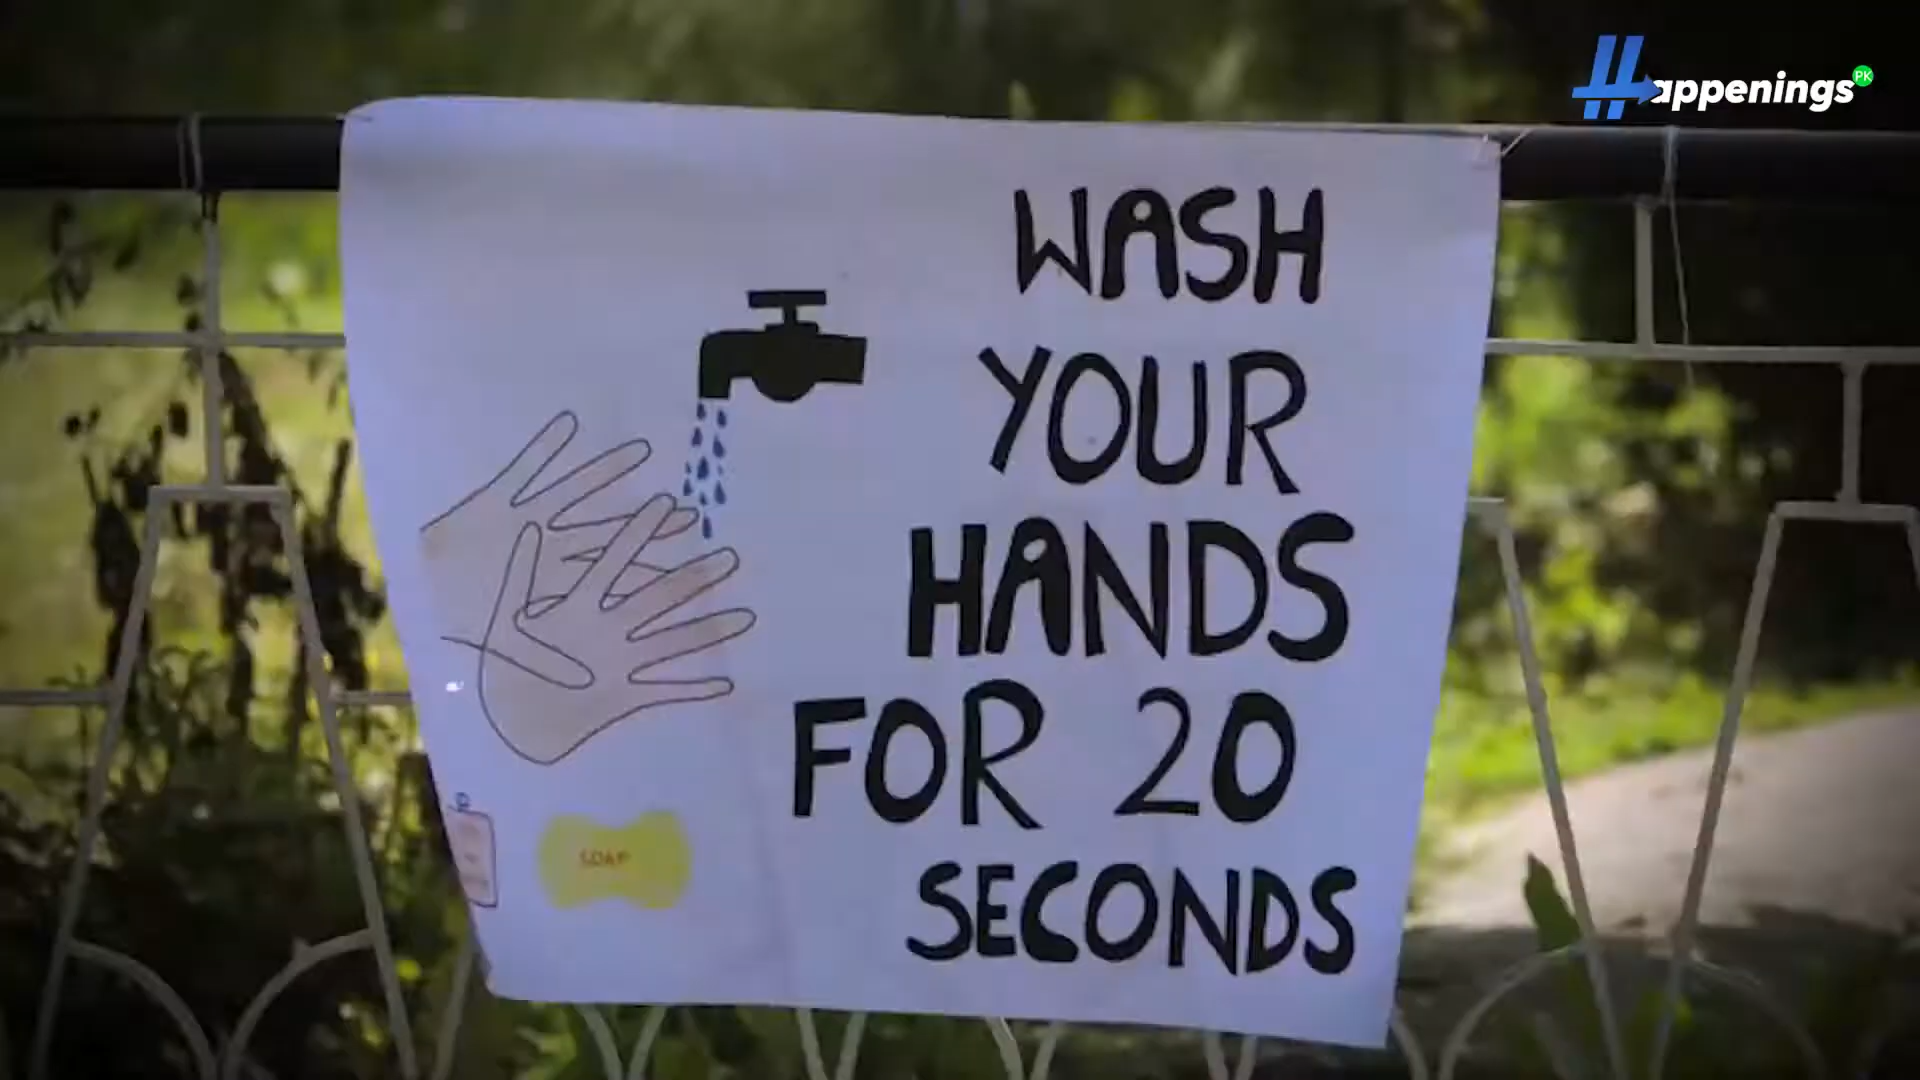 Happenings PK
WASH
YOUR
HANDS
FOR 20
SECONDS
SOAP